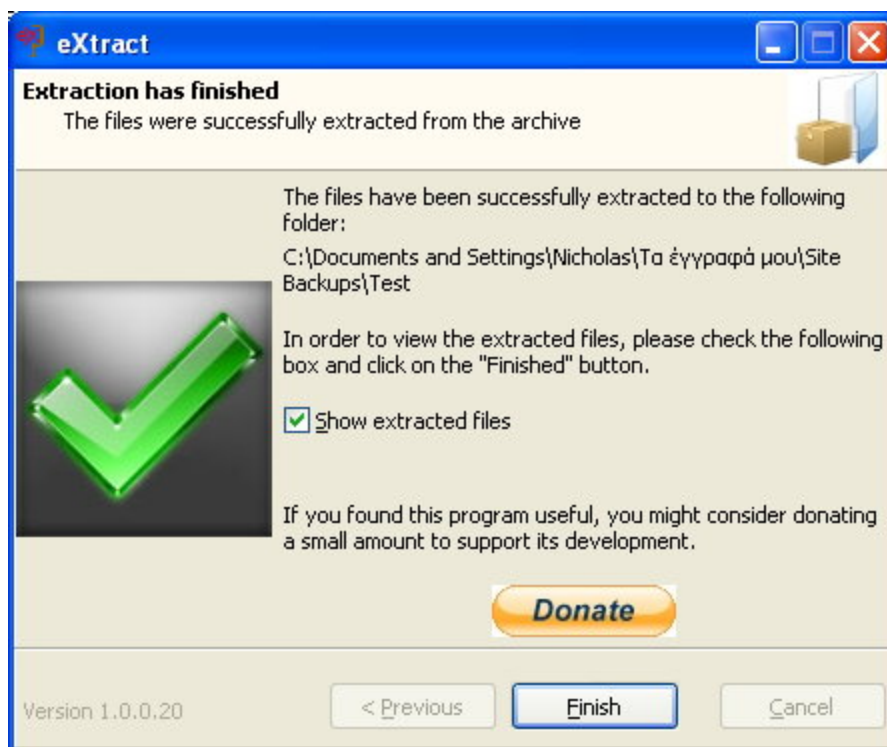 eXtract
Extraction has finished
The files were successfully extracted from the archive
The files have been successfully extracted to the following
folder:
C:\Documents and Settings\Nicholas\Τα έγγραφά μου\Site
Backups\Test
In order to view the extracted files, please check the following
box and click on the "Finished" button.
Show extracted files
If you found this program useful, you might consider donating
a small amount to support its development.
Donate
Version 1.0.0.20
< Previous
Finish
Cancel